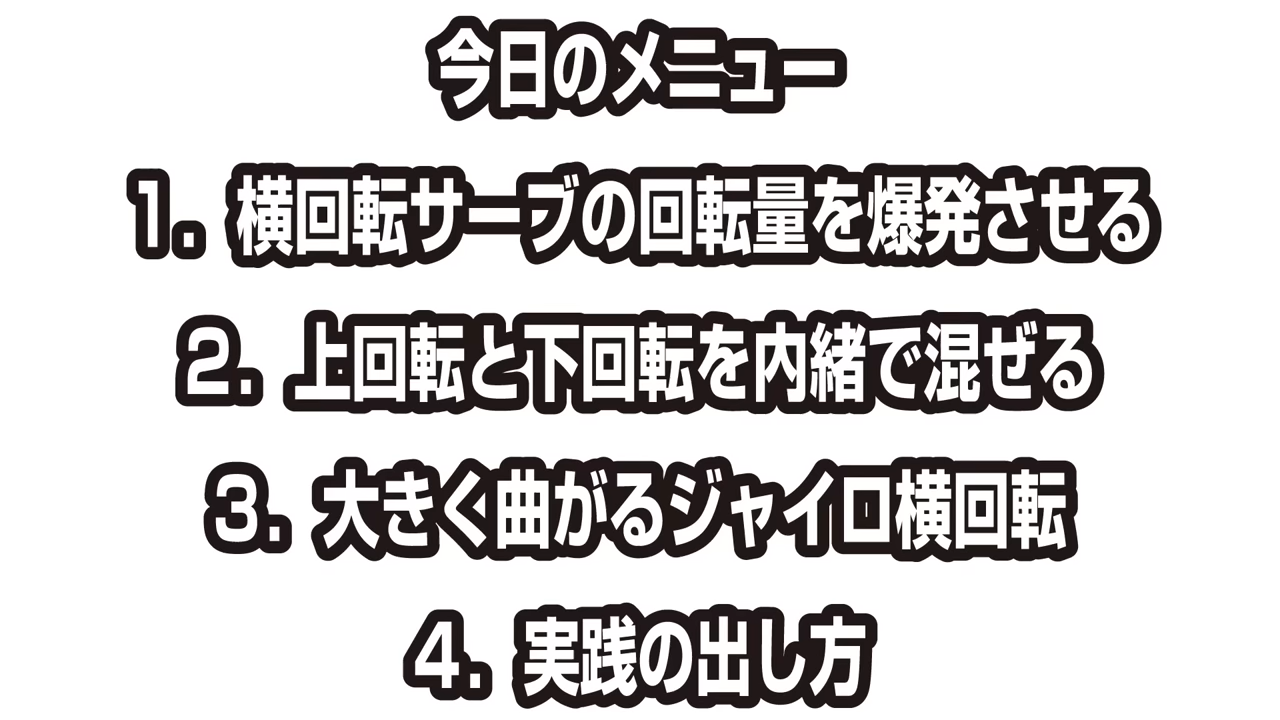 今日のメニュー
1. 横回転サーブの回転量を爆発させる
2. 上回転と下回転を内緒で混ぜる
3. 大きく曲がるジャイロ横回転
4. 実践の出し方